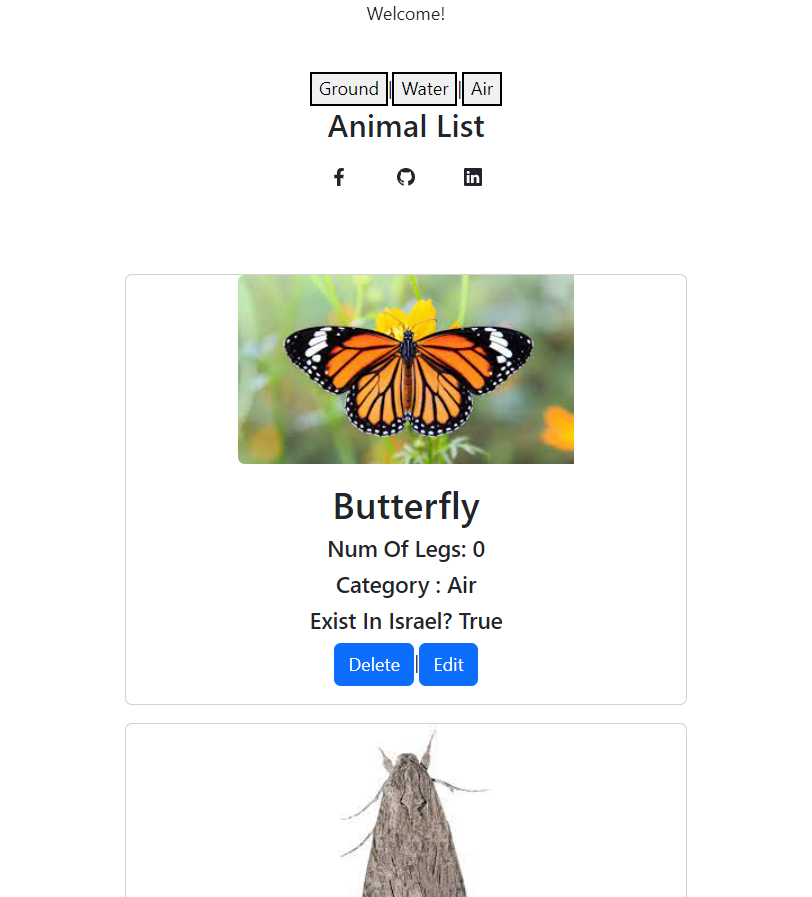 Welcome!
Ground | Water | Air
Animal List
Butterfly
Num Of Legs: 0
Category : Air
Exist In Israel? True
Delete | Edit